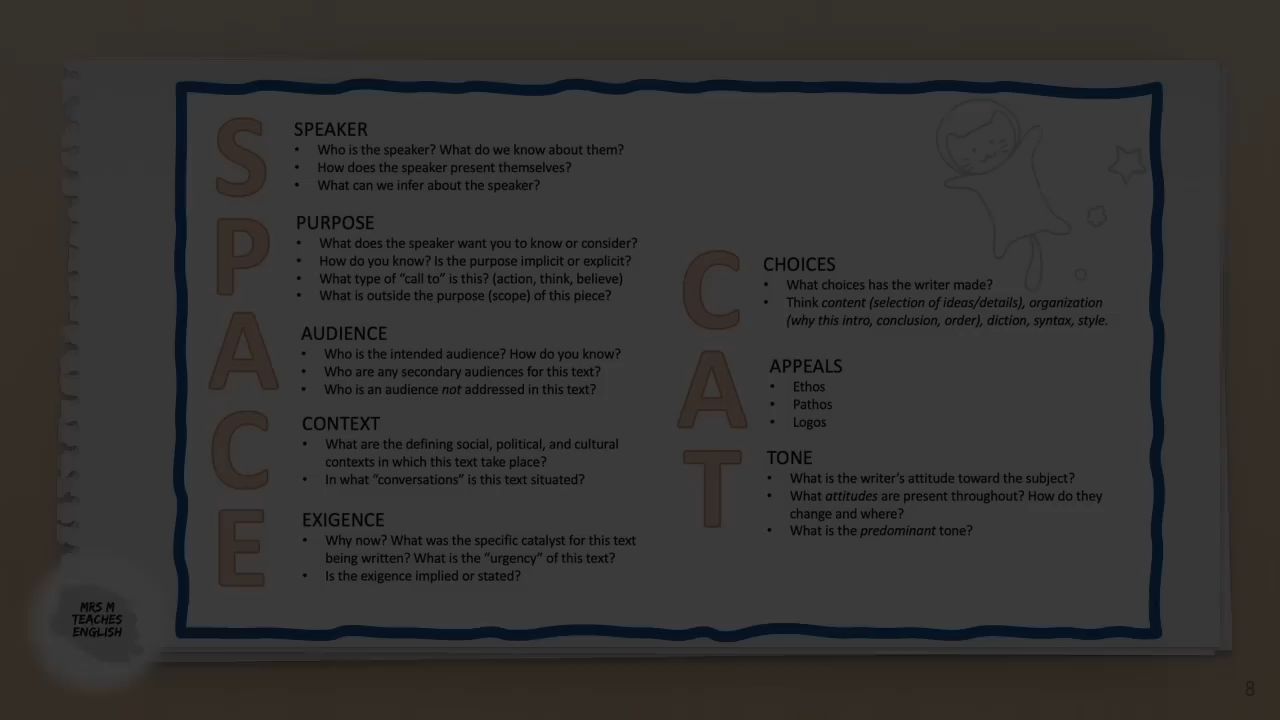 S
SPEAKER
• Who is the speaker? What do we know about them?
• How does the speaker present themselves?
• What can we infer about the speaker?
P
PURPOSE
• What does the speaker want you to know or consider?
• How do you know? Is the purpose implicit or explicit?
• What type of “call to” is this? (action, think, believe)
• What is outside the purpose (scope) of this piece?
A
AUDIENCE
• Who is the intended audience? How do you know?
• Who are any secondary audiences for this text?
• Who is an audience not addressed in this text?
C
CONTEXT
• What are the defining social, political, and cultural
contexts in which this text take place?
• In what “conversations” is this text situated?
E
EXIGENCE
• Why now? What was the specific catalyst for this text
being written? What is the “urgency” of this text?
• Is the exigence implied or stated?
C
CHOICES
• What choices has the writer made?
• Think content (selection of ideas/details), organization
(why this intro, conclusion, order), diction, syntax, style.
A
APPEALS
• Ethos
• Pathos
• Logos
T
TONE
• What is the writer’s attitude toward the subject?
• What attitudes are present throughout? How do they
change and where?
• What is the predominant tone?
MRS M
TEACHES
ENGLISH
8